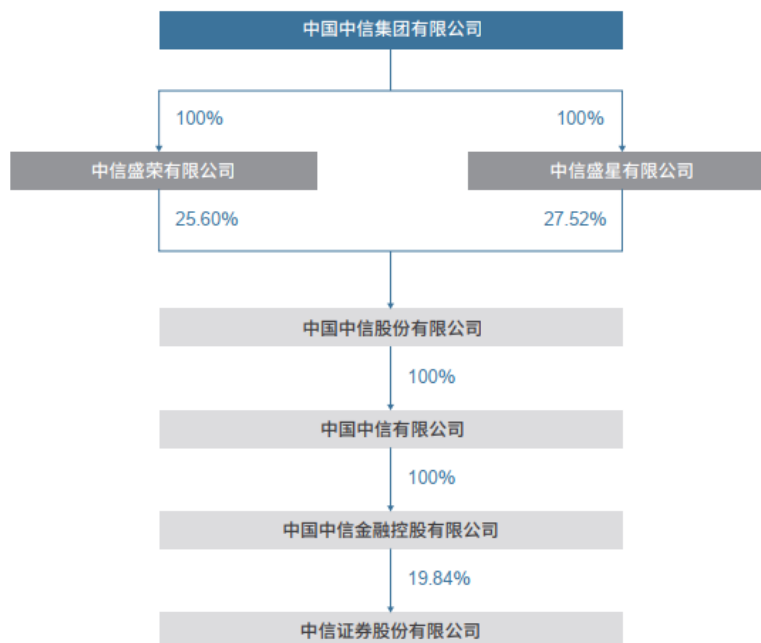 中国中信集团有限公司
100%
100%
中信盛荣有限公司
中信盛星有限公司
25.60%
27.52%
中国中信股份有限公司
100%
中国中信有限公司
100%
中国中信金融控股有限公司
19.84%
中信证券股份有限公司